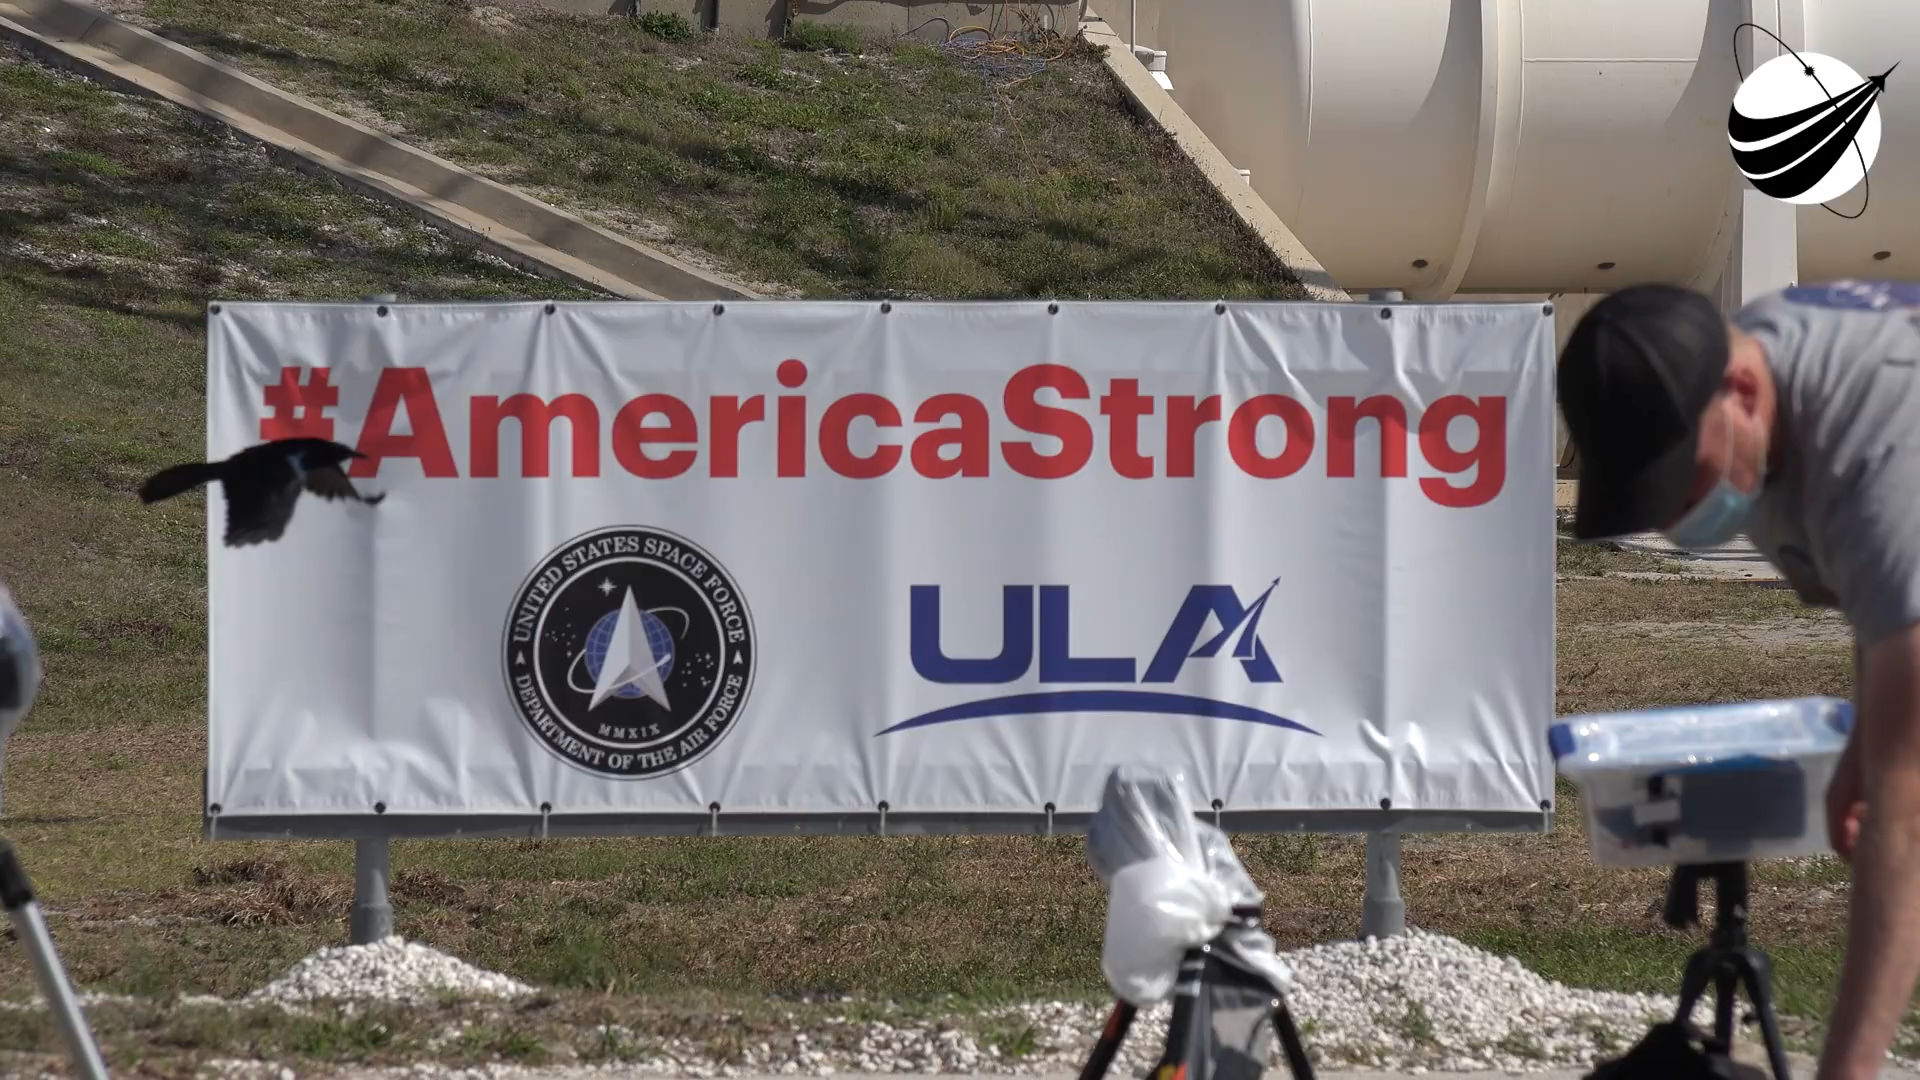 #AmericaStrong
UNITED STATES SPACE FORCE
MMXIX
DEPARTMENT OF THE AIR FORCE
ULA